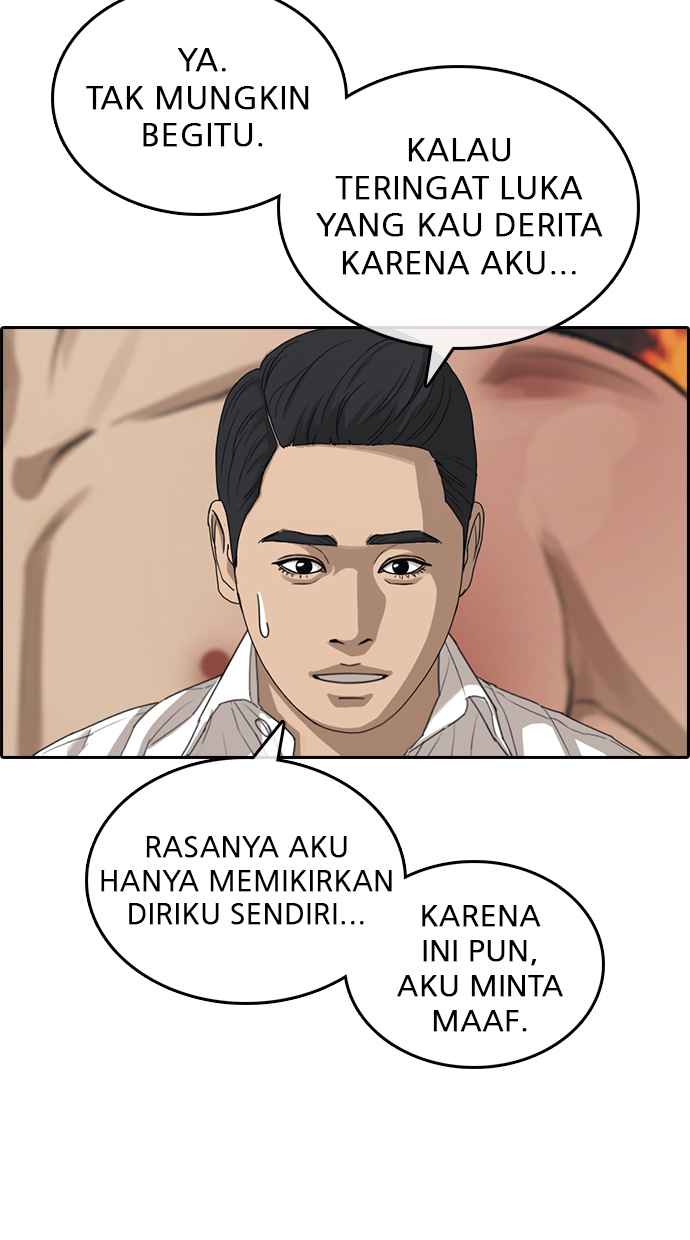 YA.
TAK MUNGKIN
BEGITU.
KALAU
TERINGAT LUKA
YANG KAU DERITA
KARENA AKU...
RASANYA AKU
HANYA MEMIKIRKAN
DIRIKU SENDIRI...
KARENA
INI PUN,
AKU MINTA
MAAF.